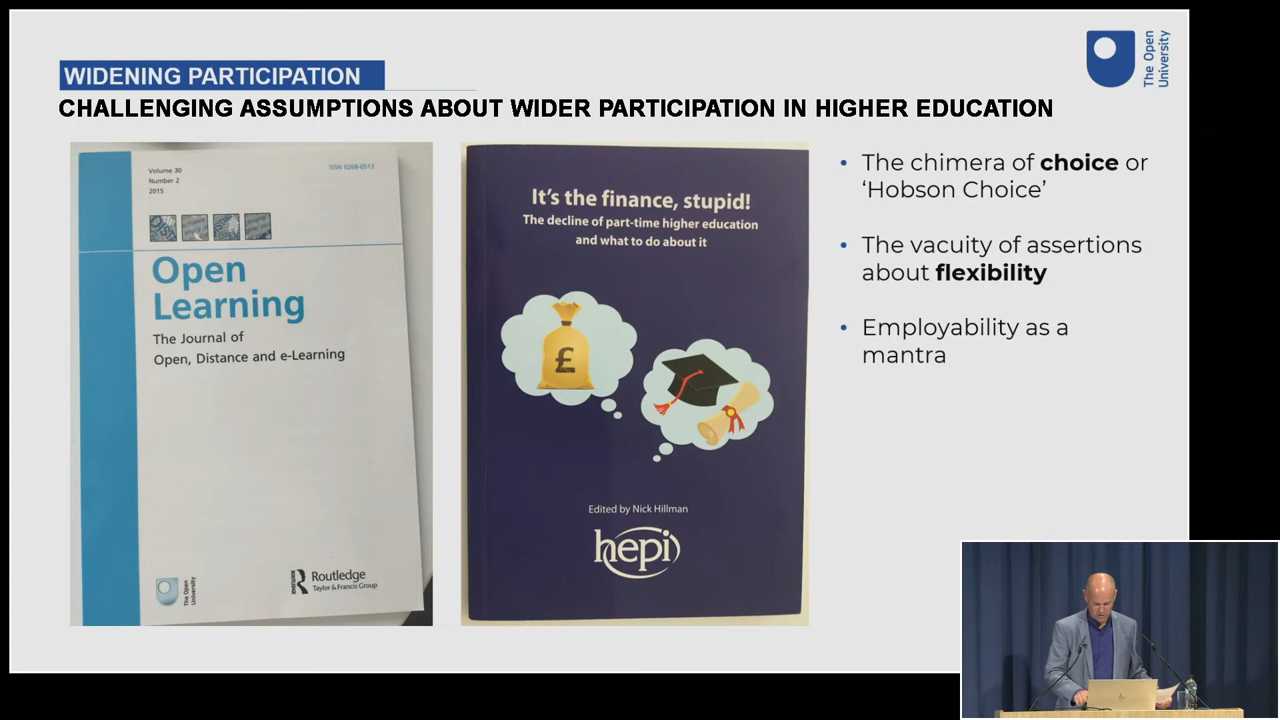 WIDENING PARTICIPATION
CHALLENGING ASSUMPTIONS ABOUT WIDER PARTICIPATION IN HIGHER EDUCATION
The Open
University
Volume 30
Number 2
2015
ISSN 0268-0513
Open
Learning
The Journal of
Open, Distance and e-Learning
The Open
University
Routledge
Taylor & Francis Group
It's the finance, stupid!
The decline of part-time higher education
and what to do about it
£
Edited by Nick Hillman
hepi
• The chimera of choice or
‘Hobson Choice’
• The vacuity of assertions
about flexibility
• Employability as a
mantra